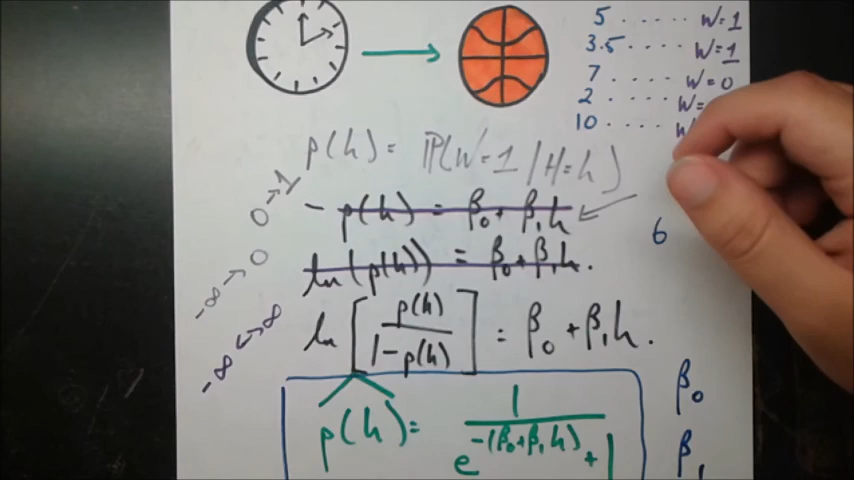 5 ........ W=1
3.5 ..... W=1
7 ..... W=0
2 ..... W=
10 ..... W
p(h) = P(W=1 / H=h)
0 → 1
- p(h) = β₀ + β₁h
6
-∞ → 0
ln(p(h)) = β₀ + β₁h.
-∞ ↔ ∞
ln [p(h) / 1-p(h)] = β₀ + β₁h.
β₀
p(h) = 1 / e^-(β₀+β₁h) + 1
β₁